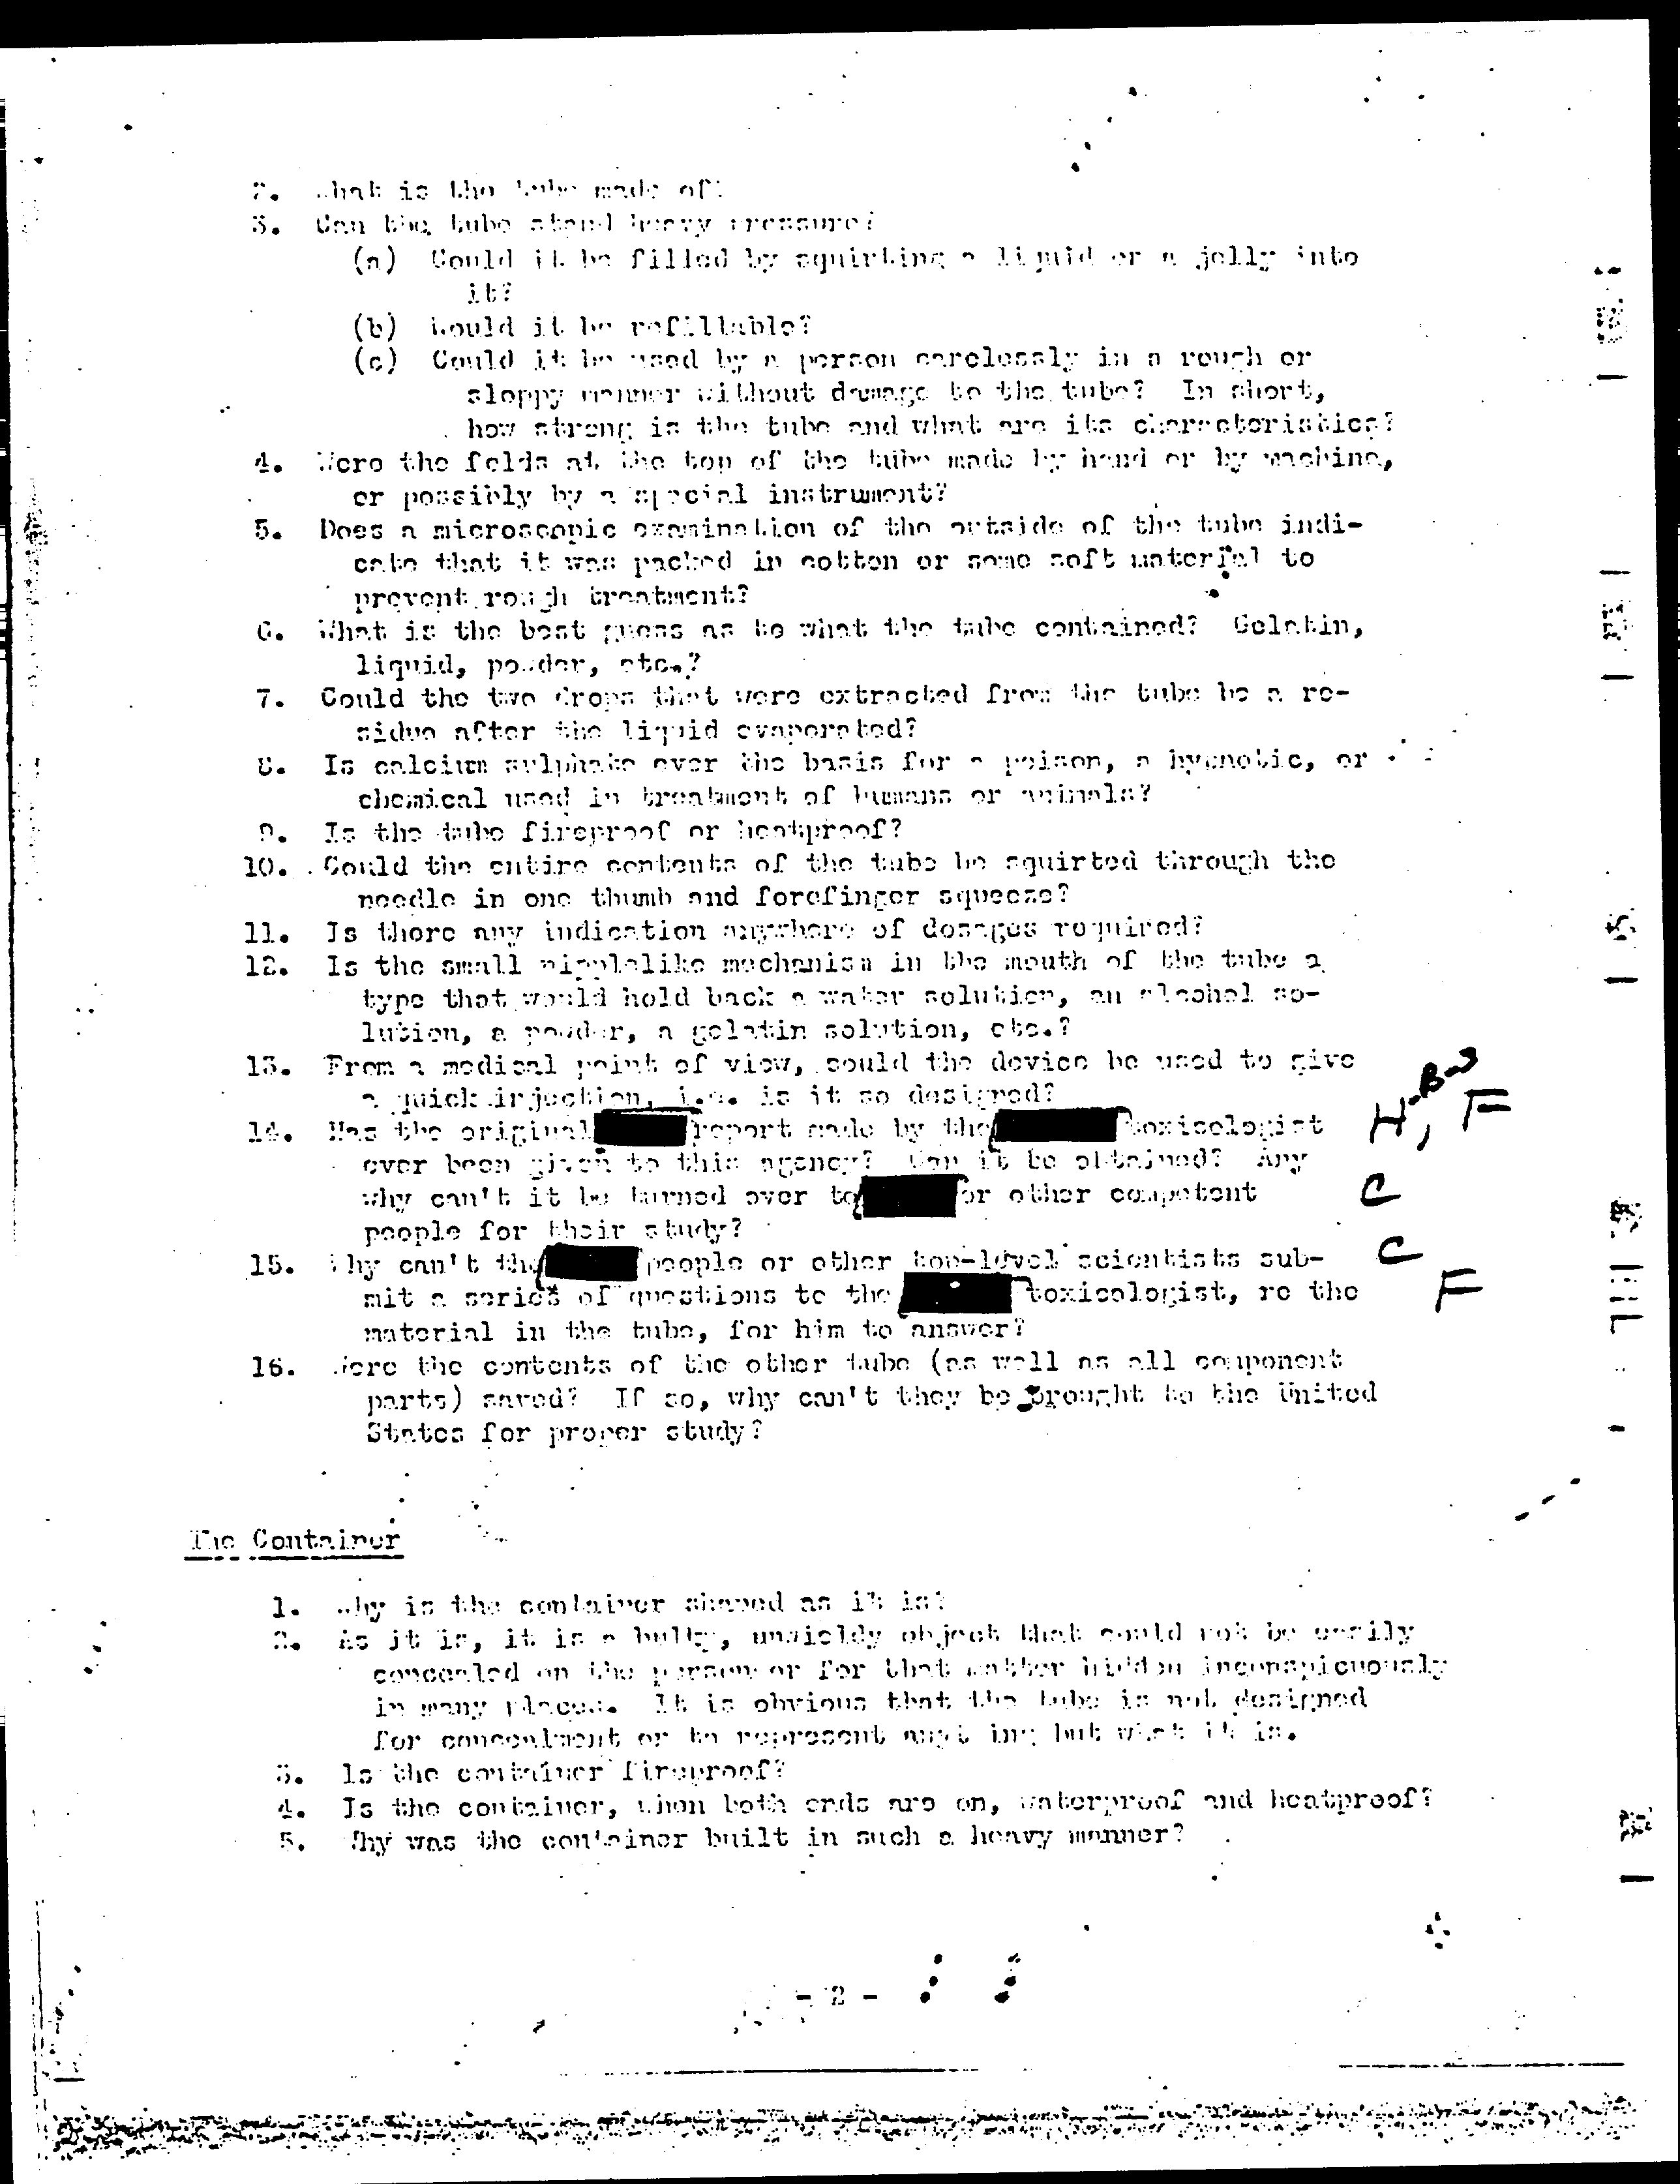 2. What is the tube made of?
3. Can the tube stand heavy pressure?
(a) Could it be filled by squirting a liquid or a jelly into
it?
(b) Would it be refillable?
(c) Could it be used by a person carelessly in a rough or
sloppy manner without damage to the tube? In short,
how strong is the tube and what are its characteristics?
4. Were the folds at the top of the tube made by hand or by machine,
or possibly by a special instrument?
5. Does a microscopic examination of the outside of the tube indi-
cate that it was packed in cotton or some soft material to
prevent rough treatment?
6. What is the best guess as to what the tube contained? Gelatin,
liquid, powder, etc.?
7. Could the two drops that were extracted from the tube be a re-
sidue after the liquid evaporated?
8. Is calcium sulphate ever the basis for a poison, a hypnotic, or
chemical used in treatment of humans or animals?
9. Is the tube fireproof or heatproof?
10. Could the entire contents of the tube be squirted through the
needle in one thumb and forefinger squeeze?
11. Is there any indication anywhere of dosages required?
12. Is the small nipplelike mechanism in the mouth of the tube a
type that would hold back a water solution, an alcohol so-
lution, a powder, a gelatin solution, etc.?
13. From a medical point of view, could the device be used to give
a quick injection, i.e. is it so designed?
14. Has the original report made by the toxicologist
ever been given to this agency? Can it be obtained? Any
why can't it be turned over to or other competent
people for their study?
15. Why can't the people or other top-level scientists sub-
mit a series of questions to the toxicologist, re the
material in the tube, for him to answer?
16. Were the contents of the other tube (as well as all component
parts) saved? If so, why can't they be brought to the United
States for proper study?
H-B-3, F
C
C
F
The Container
1. Why is the container shaped as it is?
2. As it is, it is a bulky, unwieldy object that could not be easily
concealed on the person or for that matter hidden inconspicuously
in many places. It is obvious that the tube is not designed
for concealment or to represent anything but what it is.
3. Is the container fireproof?
4. Is the container, when both ends are on, waterproof and heatproof?
5. Why was the container built in such a heavy manner?
- 2 -